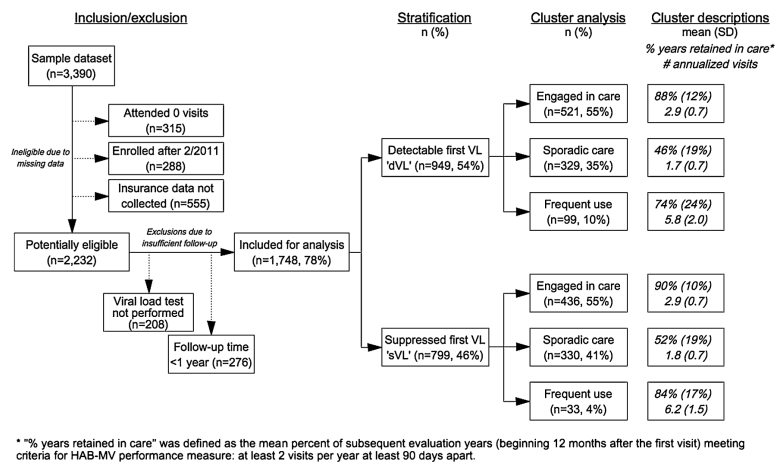 Inclusion/exclusion
Stratification
n (%)
Cluster analysis
n (%)
Cluster descriptions
mean (SD)
% years retained in care*
# annualized visits
Sample dataset
(n=3,390)
Ineligible due to
missing data
Attended 0 visits
(n=315)
Enrolled after 2/2011
(n=288)
Insurance data not
collected (n=555)
Potentially eligible
(n=2,232)
Exclusions due to
insufficient follow-up
Viral load test
not performed
(n=208)
Follow-up time
<1 year (n=276)
Included for analysis
(n=1,748, 78%)
Detectable first VL
'dVL' (n=949, 54%)
Engaged in care
(n=521, 55%)
88% (12%)
2.9 (0.7)
Sporadic care
(n=329, 35%)
46% (19%)
1.7 (0.7)
Frequent use
(n=99, 10%)
74% (24%)
5.8 (2.0)
Suppressed first VL
'sVL' (n=799, 46%)
Engaged in care
(n=436, 55%)
90% (10%)
2.9 (0.7)
Sporadic care
(n=330, 41%)
52% (19%)
1.8 (0.7)
Frequent use
(n=33, 4%)
84% (17%)
6.2 (1.5)
* "% years retained in care" was defined as the mean percent of subsequent evaluation years (beginning 12 months after the first visit) meeting
criteria for HAB-MV performance measure: at least 2 visits per year at least 90 days apart.